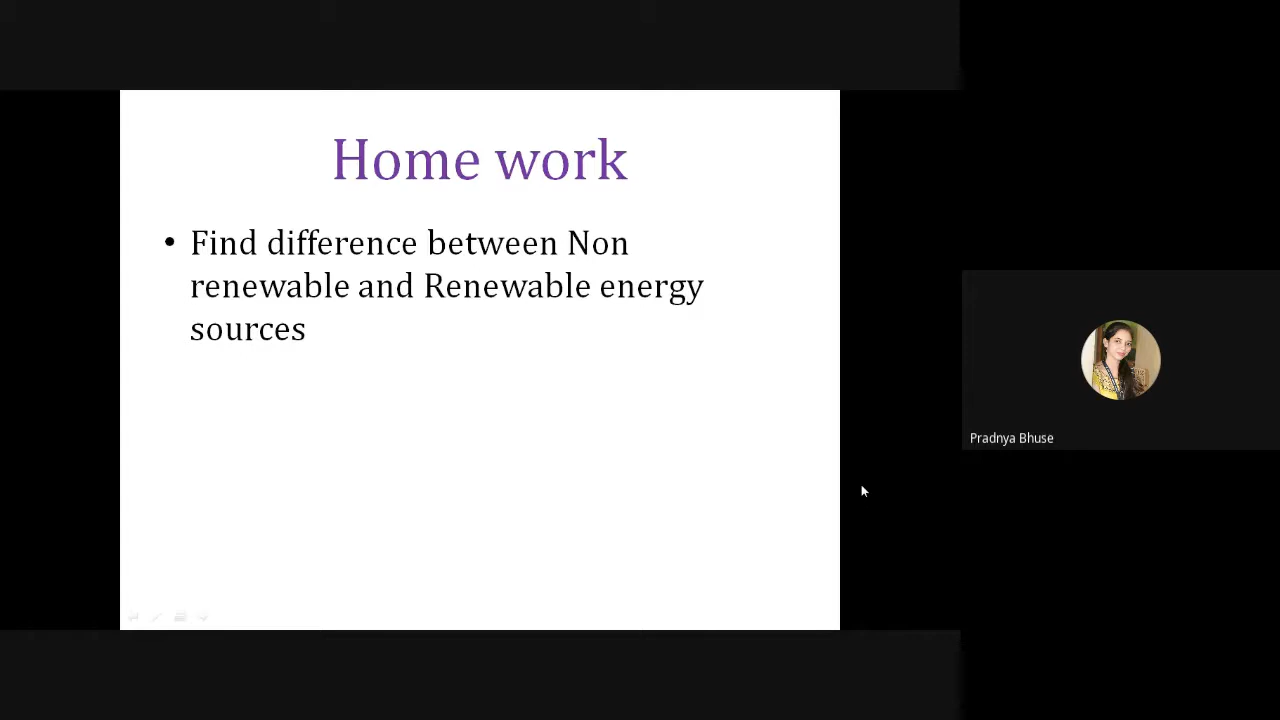 Home work
• Find difference between Non
renewable and Renewable energy
sources
Pradnya Bhuse